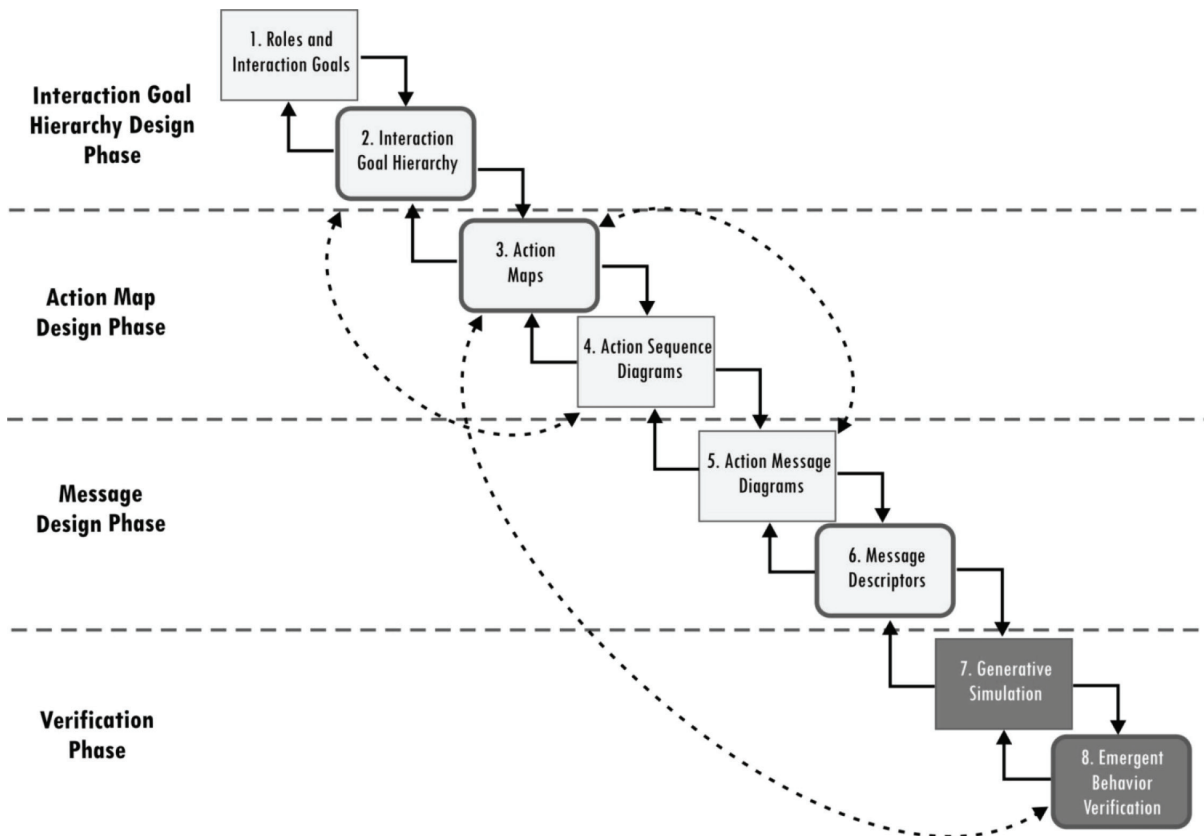 1. Roles and
Interaction Goals
Interaction Goal
Hierarchy Design
Phase
2. Interaction
Goal Hierarchy
3. Action
Maps
Action Map
Design Phase
4. Action Sequence
Diagrams
5. Action Message
Diagrams
Message
Design Phase
6. Message
Descriptors
7. Generative
Simulation
Verification
Phase
8. Emergent
Behavior
Verification